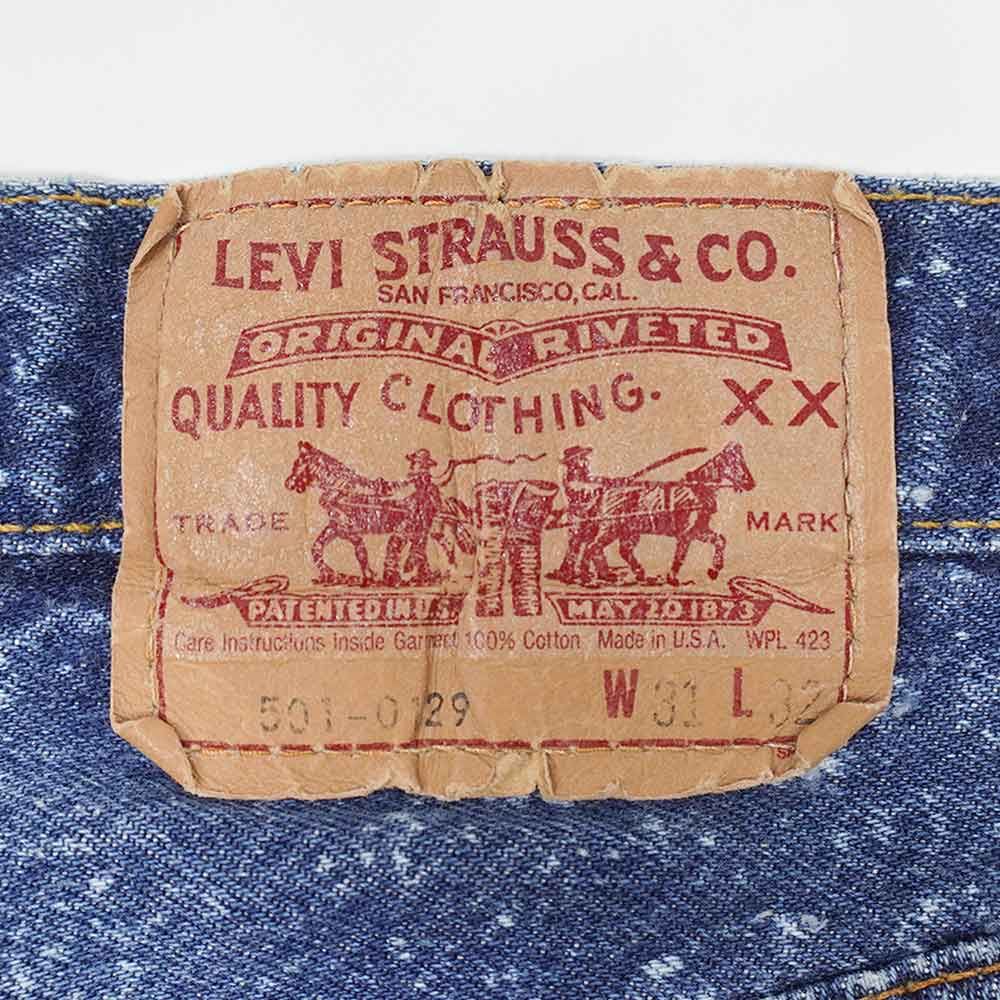 LEVI STRAUSS & CO.
SAN FRANCISCO, CAL.
ORIGINAL RIVETED
QUALITY CLOTHING. XX
TRADE MARK
PATENTED IN U.S. MAY 20 1873
Care Instructions Inside Garment 100% Cotton Made in U.S.A. WPL 423
501-0129 W 31 L 32